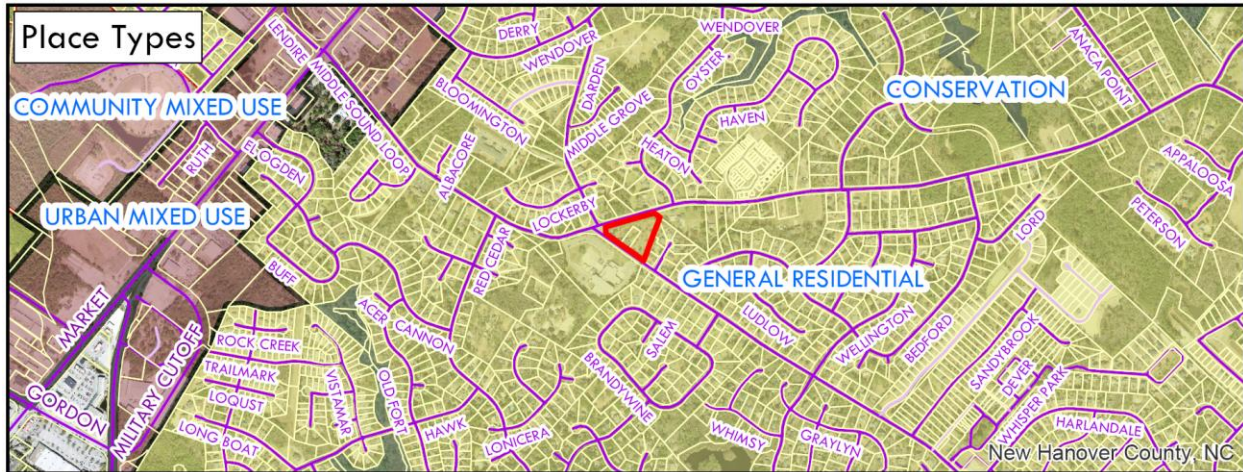 Place Types
LENDIRE
MIDDLE SOUND LOOP
DERRY
WENDOVER
BLOOMINGTON
DARDEN
MIDDLE GROVE
OYSTER
WENDOVER
HAVEN
HEATON
CONSERVATION
ANACA POINT
APPALOOSA
PETERSON
COMMUNITY MIXED USE
RUTH
EL OGDEN
ALBACORE
LOCKERBY
RED CEDAR
URBAN MIXED USE
BUFF
ACER
CANNON
GENERAL RESIDENTIAL
LORD
MARKET
GORDON
MILITARY CUTOFF
ROCK CREEK
TRAILMARK
LOQUST
LONG BOAT
VISTAMAR
OLD FORT
HAWK
LONICERA
BRANDYWINE
SALEM
LUDLOW
WELLINGTON
BEDFORD
SANDYBROOK
DEVER
WHISPER PARK
WHIMSY
GRAYLYN
HARLANDALE
New Hanover County, NC